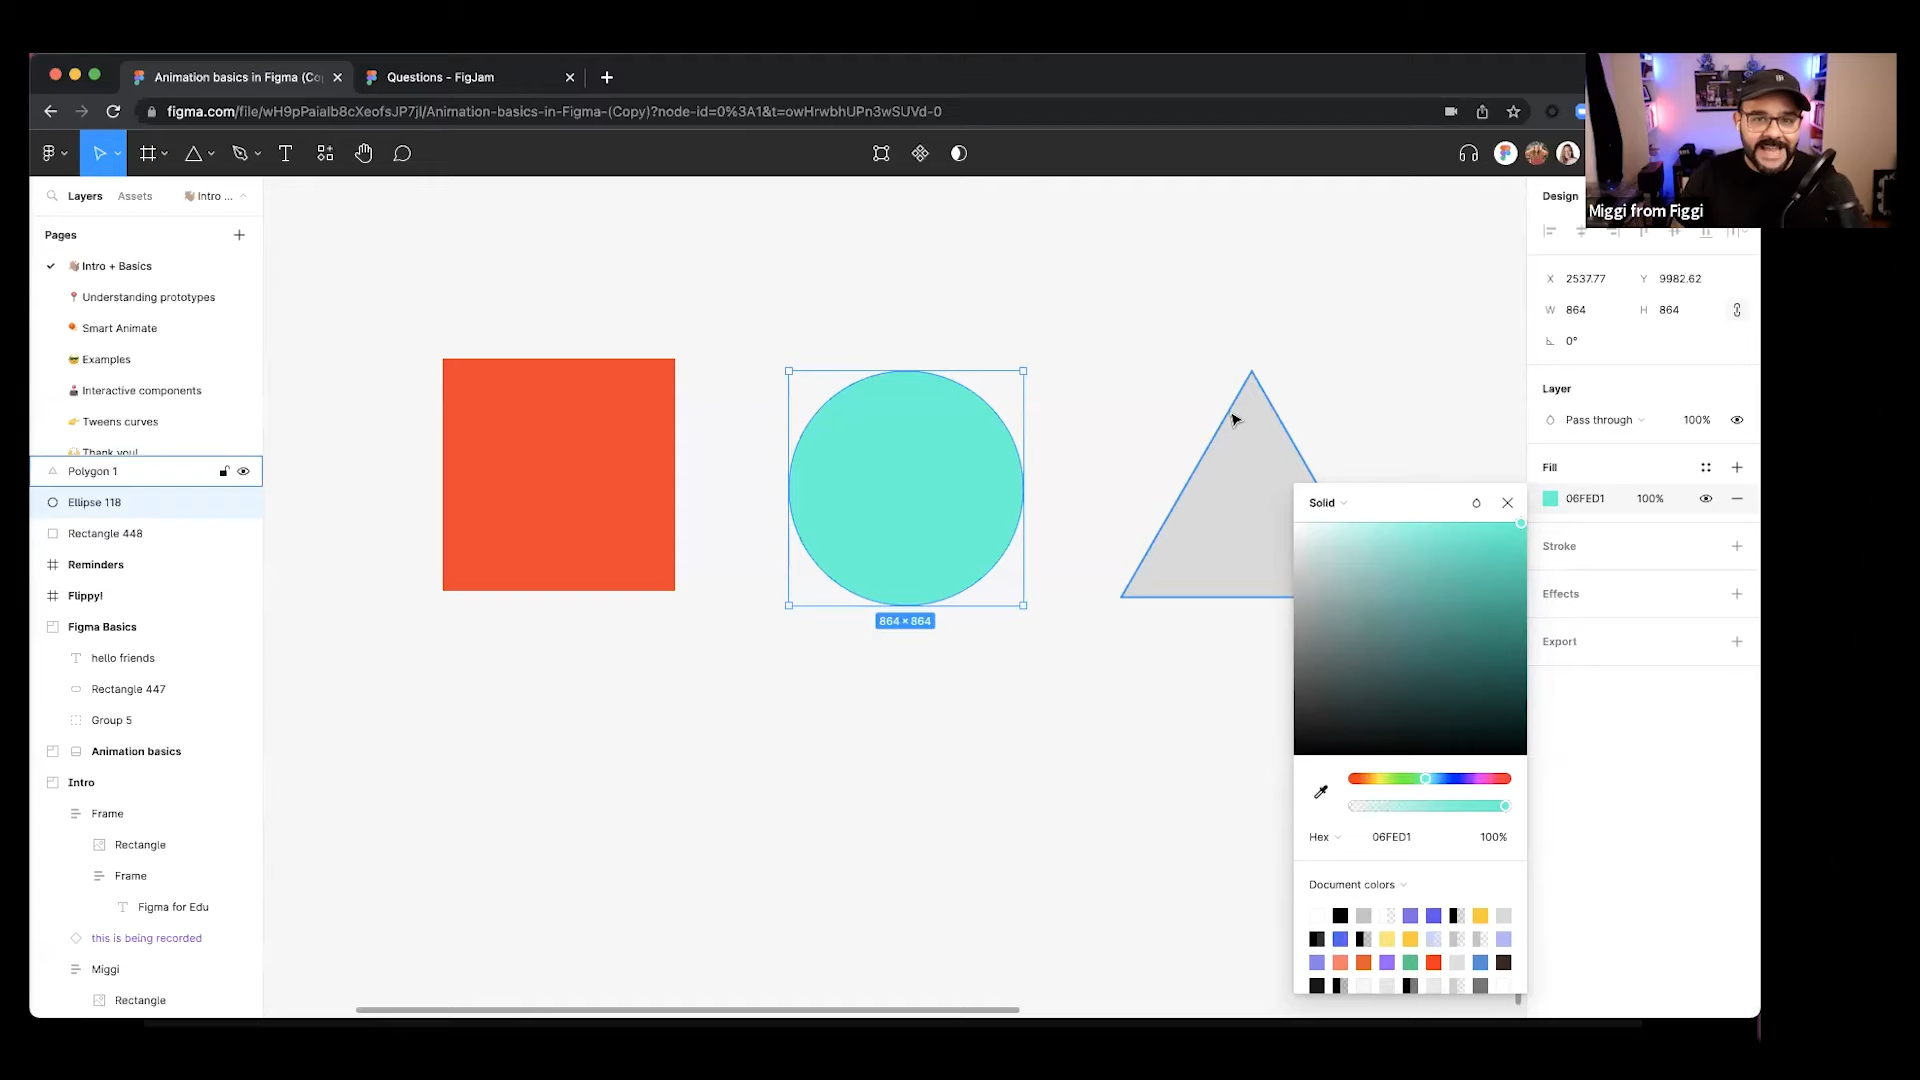 Animation basics in Figma (Co
Questions - FigJam
figma.com/file/wH9pPaiaIb8cXeofsJP7jl/Animation-basics-in-Figma-(Copy)?node-id=0%3A1&t=owHrwbhUPn3wSUVd-0
Miggi from Figgi
Layers
Assets
Intro ...
Design
Pages
Intro + Basics
Understanding prototypes
Smart Animate
Examples
Interactive components
Tweens curves
Thank you!
Polygon 1
Ellipse 118
Rectangle 448
Reminders
Flippy!
Figma Basics
hello friends
Rectangle 447
Group 5
Animation basics
Intro
Frame
Rectangle
Frame
Figma for Edu
this is being recorded
Miggi
Rectangle
864 × 864
X 2537.77 Y 9982.62
W 864 H 864
0°
Layer
Pass through 100%
Fill
06FED1 100%
Stroke
Effects
Export
Solid
Hex 06FED1 100%
Document colors